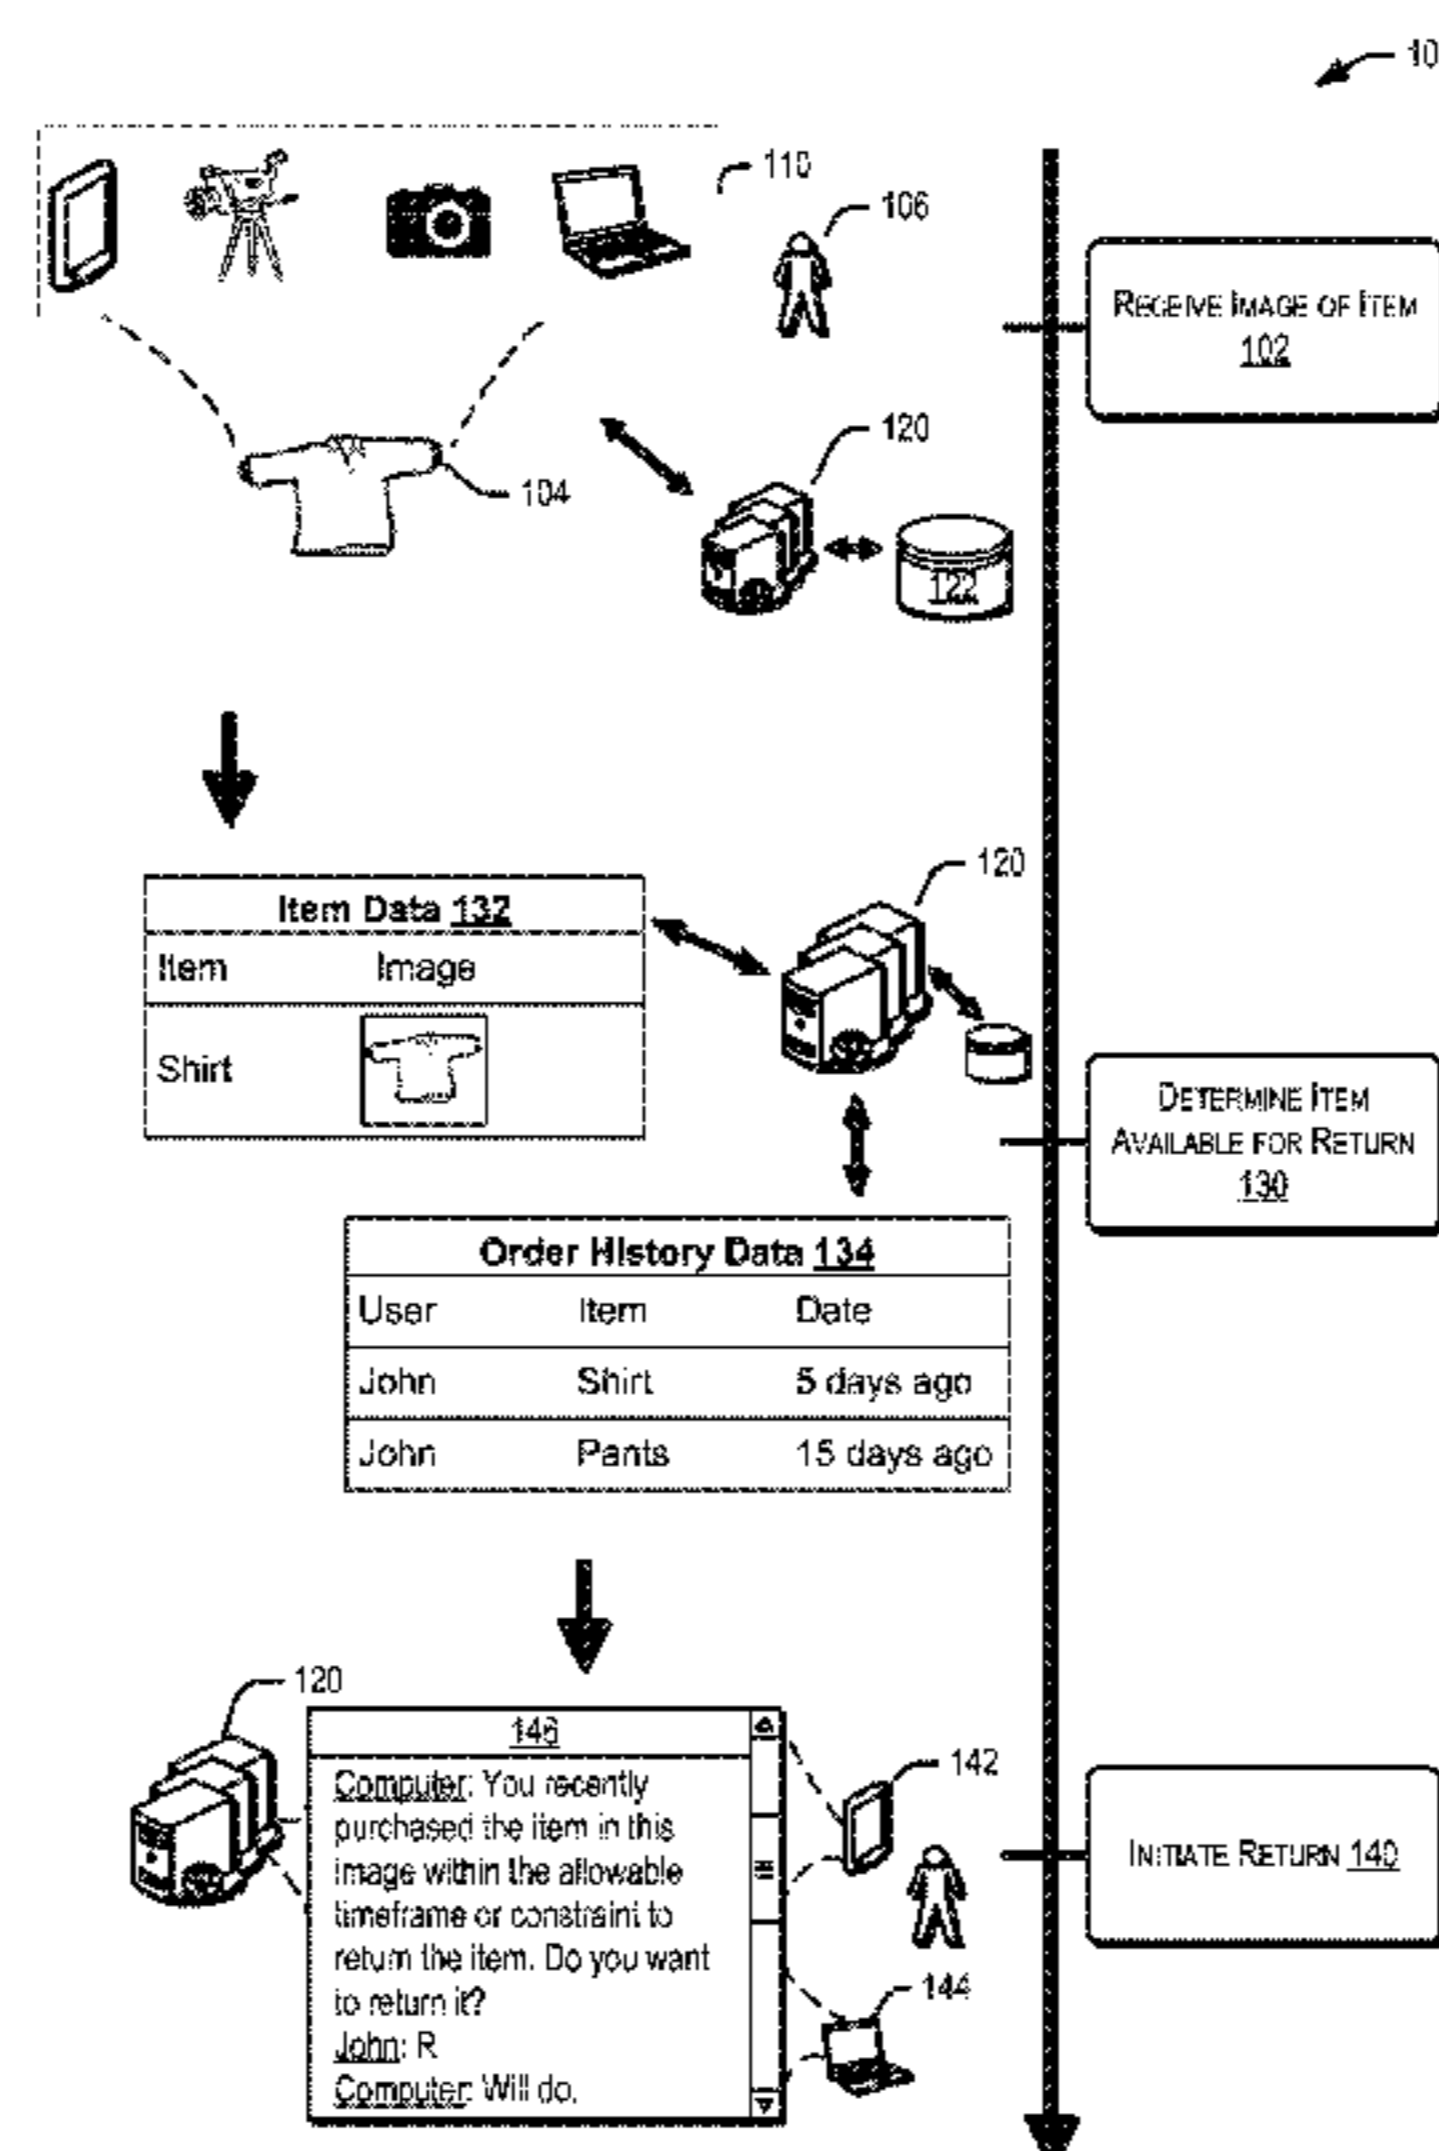 10
110
106
RECEIVE IMAGE OF ITEM
102
120
104
122
120
Item Data 132
Item Image
Shirt
DETERMINE ITEM
AVAILABLE FOR RETURN
130
Order History Data 134
User Item Date
John Shirt 5 days ago
John Pants 15 days ago
120
146
142
Computer: You recently
purchased the item in this
image within the allowable
timeframe or constraint to
return the item. Do you want
to return it?
John: R
Computer: Will do.
INITIATE RETURN 140
144